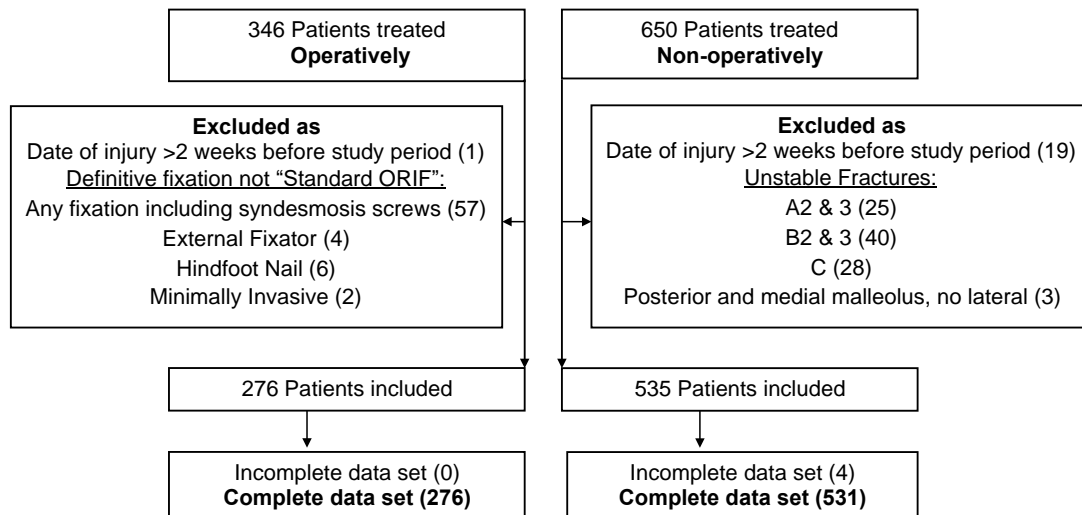 346 Patients treated
Operatively
650 Patients treated
Non-operatively
Excluded as
Date of injury >2 weeks before study period (1)
Definitive fixation not “Standard ORIF”:
Any fixation including syndesmosis screws (57)
External Fixator (4)
Hindfoot Nail (6)
Minimally Invasive (2)
Excluded as
Date of injury >2 weeks before study period (19)
Unstable Fractures:
A2 & 3 (25)
B2 & 3 (40)
C (28)
Posterior and medial malleolus, no lateral (3)
276 Patients included
535 Patients included
Incomplete data set (0)
Complete data set (276)
Incomplete data set (4)
Complete data set (531)